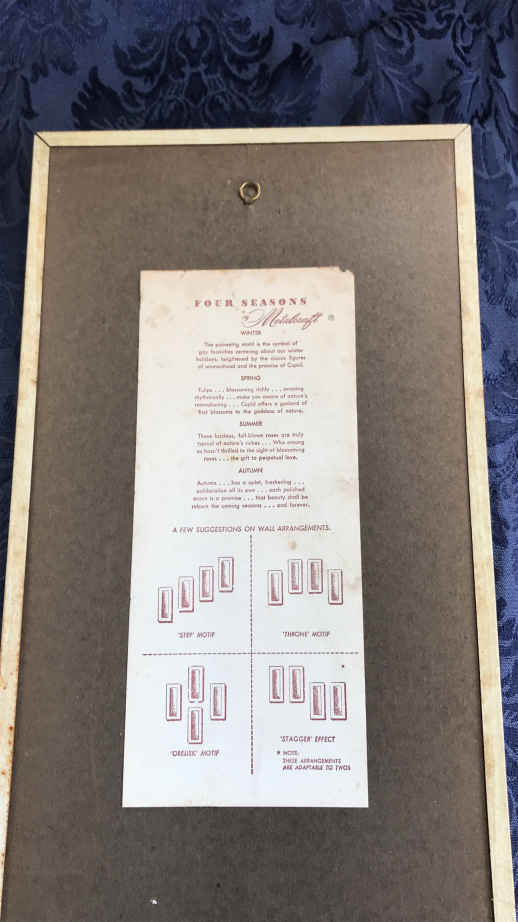 FOUR SEASONS
by Metalcraft ®
WINTER
The poinsettia motif is the symbol of
gay festivities centering about our winter
holidays, heightened by the classic figures
of womanhood and the promise of Cupid.
SPRING
Tulips . . . blossoming richly . . . swaying
rhythmically . . . make you aware of nature's
reawakening . . . Cupid offers a garland of
first blossoms to the goddess of nature.
SUMMER
These luscious, full-blown roses are truly
typical of nature's riches . . . Who among
us hasn't thrilled to the sight of blossoming
roses . . . the gift to perpetual love.
AUTUMN
Autumn . . . has a quiet, freshening . . .
exhilaration all its own . . . each polished
acorn is a promise . . . that beauty shall be
reborn the coming seasons . . . and forever.
A FEW SUGGESTIONS ON WALL ARRANGEMENTS.
'STEP' MOTIF
'THRONE' MOTIF
'OBELISK' MOTIF
'STAGGER' EFFECT
* NOTE:
THESE ARRANGEMENTS
ARE ADAPTABLE TO TWOS